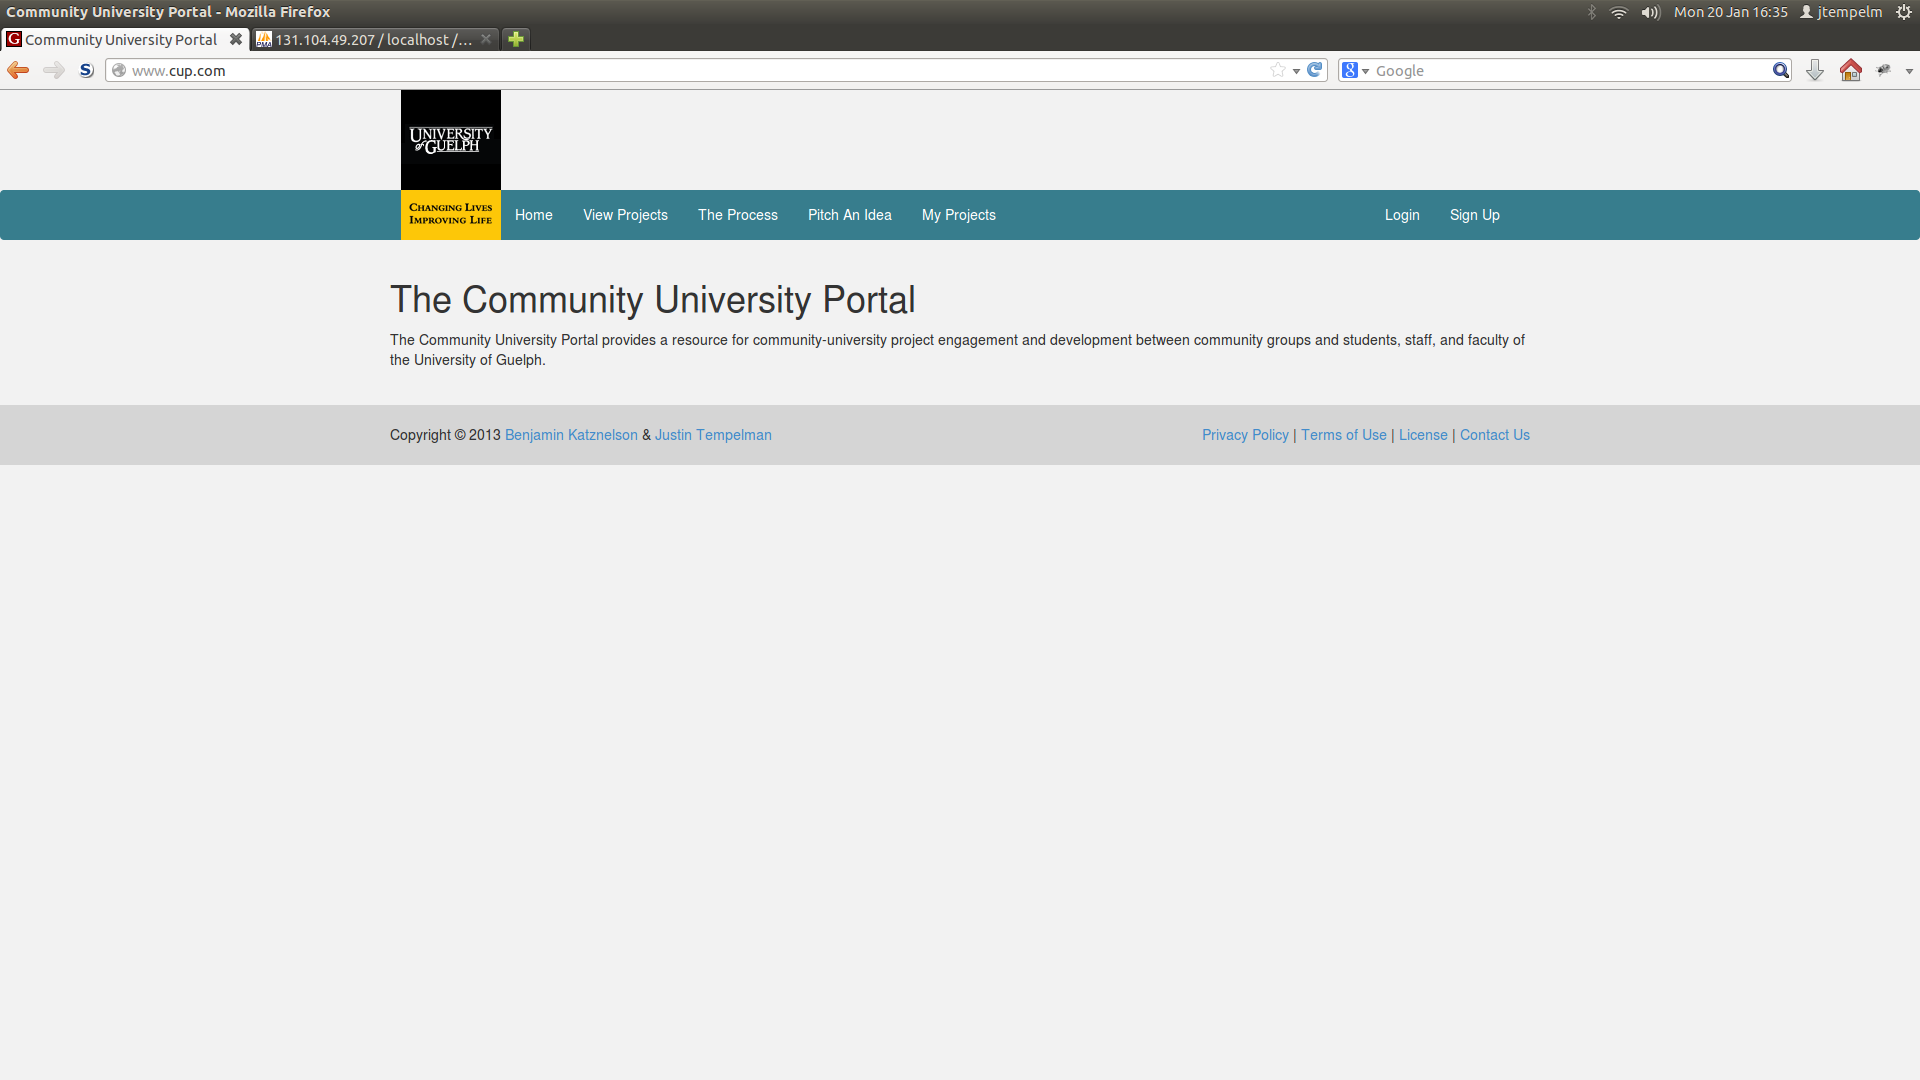 Community University Portal - Mozilla Firefox
Mon 20 Jan 16:35
jtempelm
Community University Portal
131.104.49.207 / localhost /...
S
www.cup.com
8
Google
UNIVERSITY
of GUELPH
CHANGING LIVES
IMPROVING LIFE
Home
View Projects
The Process
Pitch An Idea
My Projects
Login
Sign Up
The Community University Portal
The Community University Portal provides a resource for community-university project engagement and development between community groups and students, staff, and faculty of
the University of Guelph.
Copyright © 2013 Benjamin Katznelson & Justin Tempelman
Privacy Policy | Terms of Use | License | Contact Us